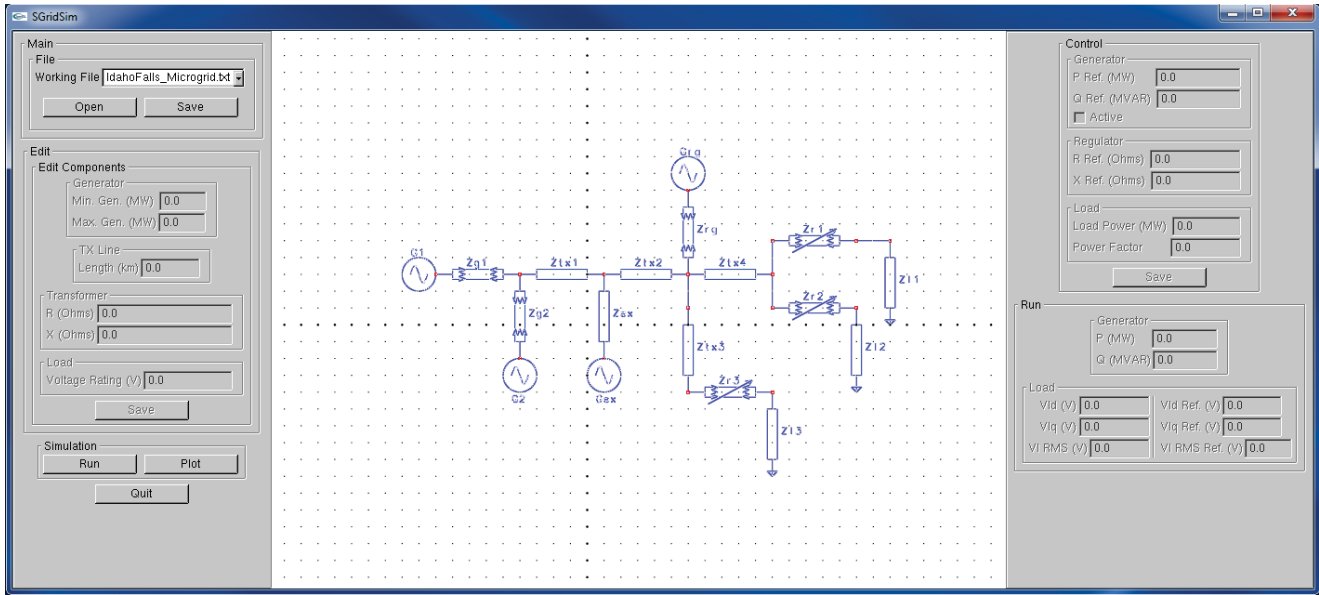 SGridSim
Main
File
Working File IdahoFalls_Microgrid.txt
Open Save
Edit
Edit Components
Generator
Min. Gen. (MW) 0.0
Max. Gen. (MW) 0.0
TX Line
Length (km) 0.0
Transformer
R (Ohms) 0.0
X (Ohms) 0.0
Load
Voltage Rating (V) 0.0
Save
Simulation
Run Plot
Quit
Grg
Zrg
Zr1
G1
Zg1
Ztx1
Ztx2
Ztx4
Zl1
Zr2
Zg2
Zax
Ztx3
Zl2
Zr3
G2
Gax
Zl3
Control
Generator
P Ref. (MW) 0.0
Q Ref. (MVAR) 0.0
Active
Regulator
R Ref. (Ohms) 0.0
X Ref. (Ohms) 0.0
Load
Load Power (MW) 0.0
Power Factor 0.0
Save
Run
Generator
P (MW) 0.0
Q (MVAR) 0.0
Load
Vld (V) 0.0 Vld Ref. (V) 0.0
Vlq (V) 0.0 Vlq Ref. (V) 0.0
Vl RMS (V) 0.0 Vl RMS Ref. (V) 0.0